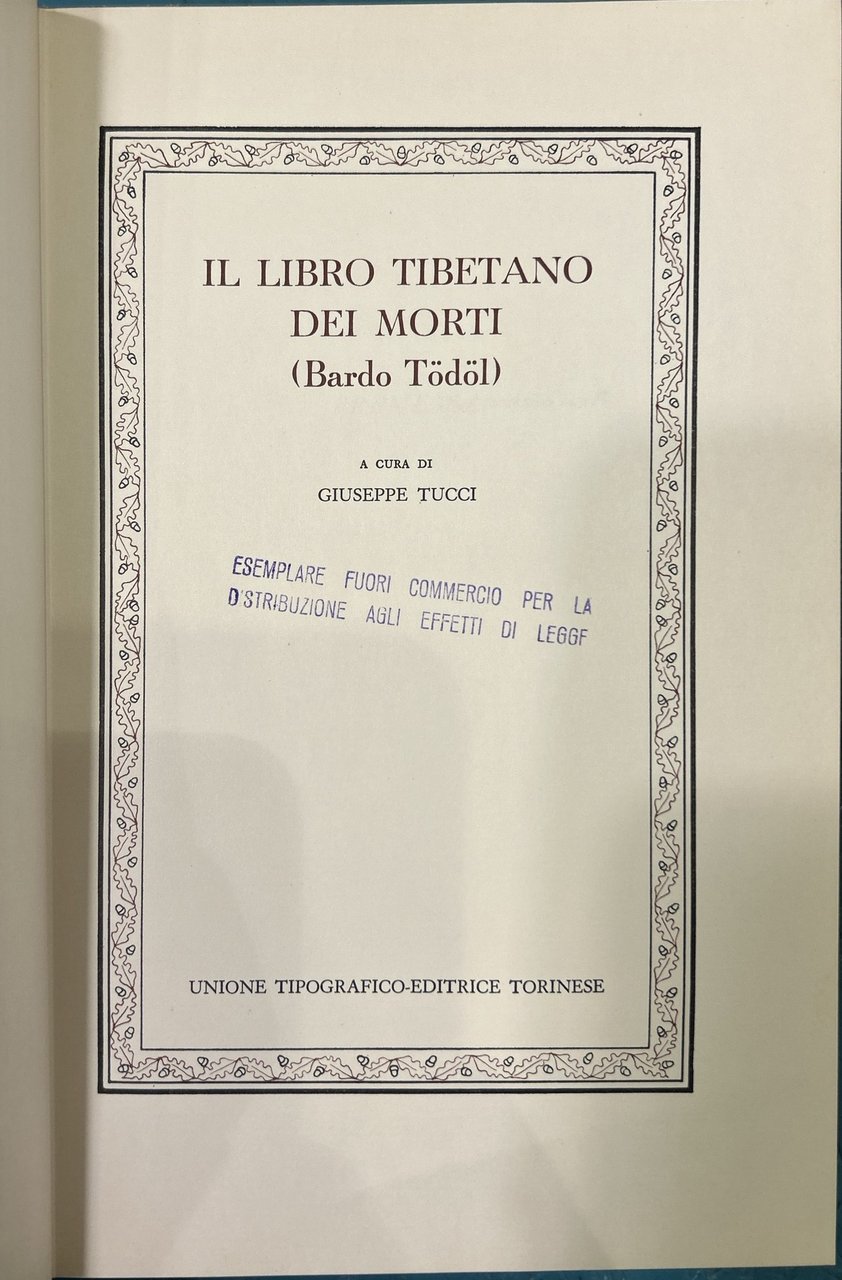 IL LIBRO TIBETANO
DEI MORTI
(Bardo Tödöl)
A CURA DI
GIUSEPPE TUCCI
ESEMPLARE FUORI COMMERCIO PER LA
D'STRIBUZIONE AGLI EFFETTI DI LEGGE
UNIONE TIPOGRAFICO-EDITRICE TORINESE